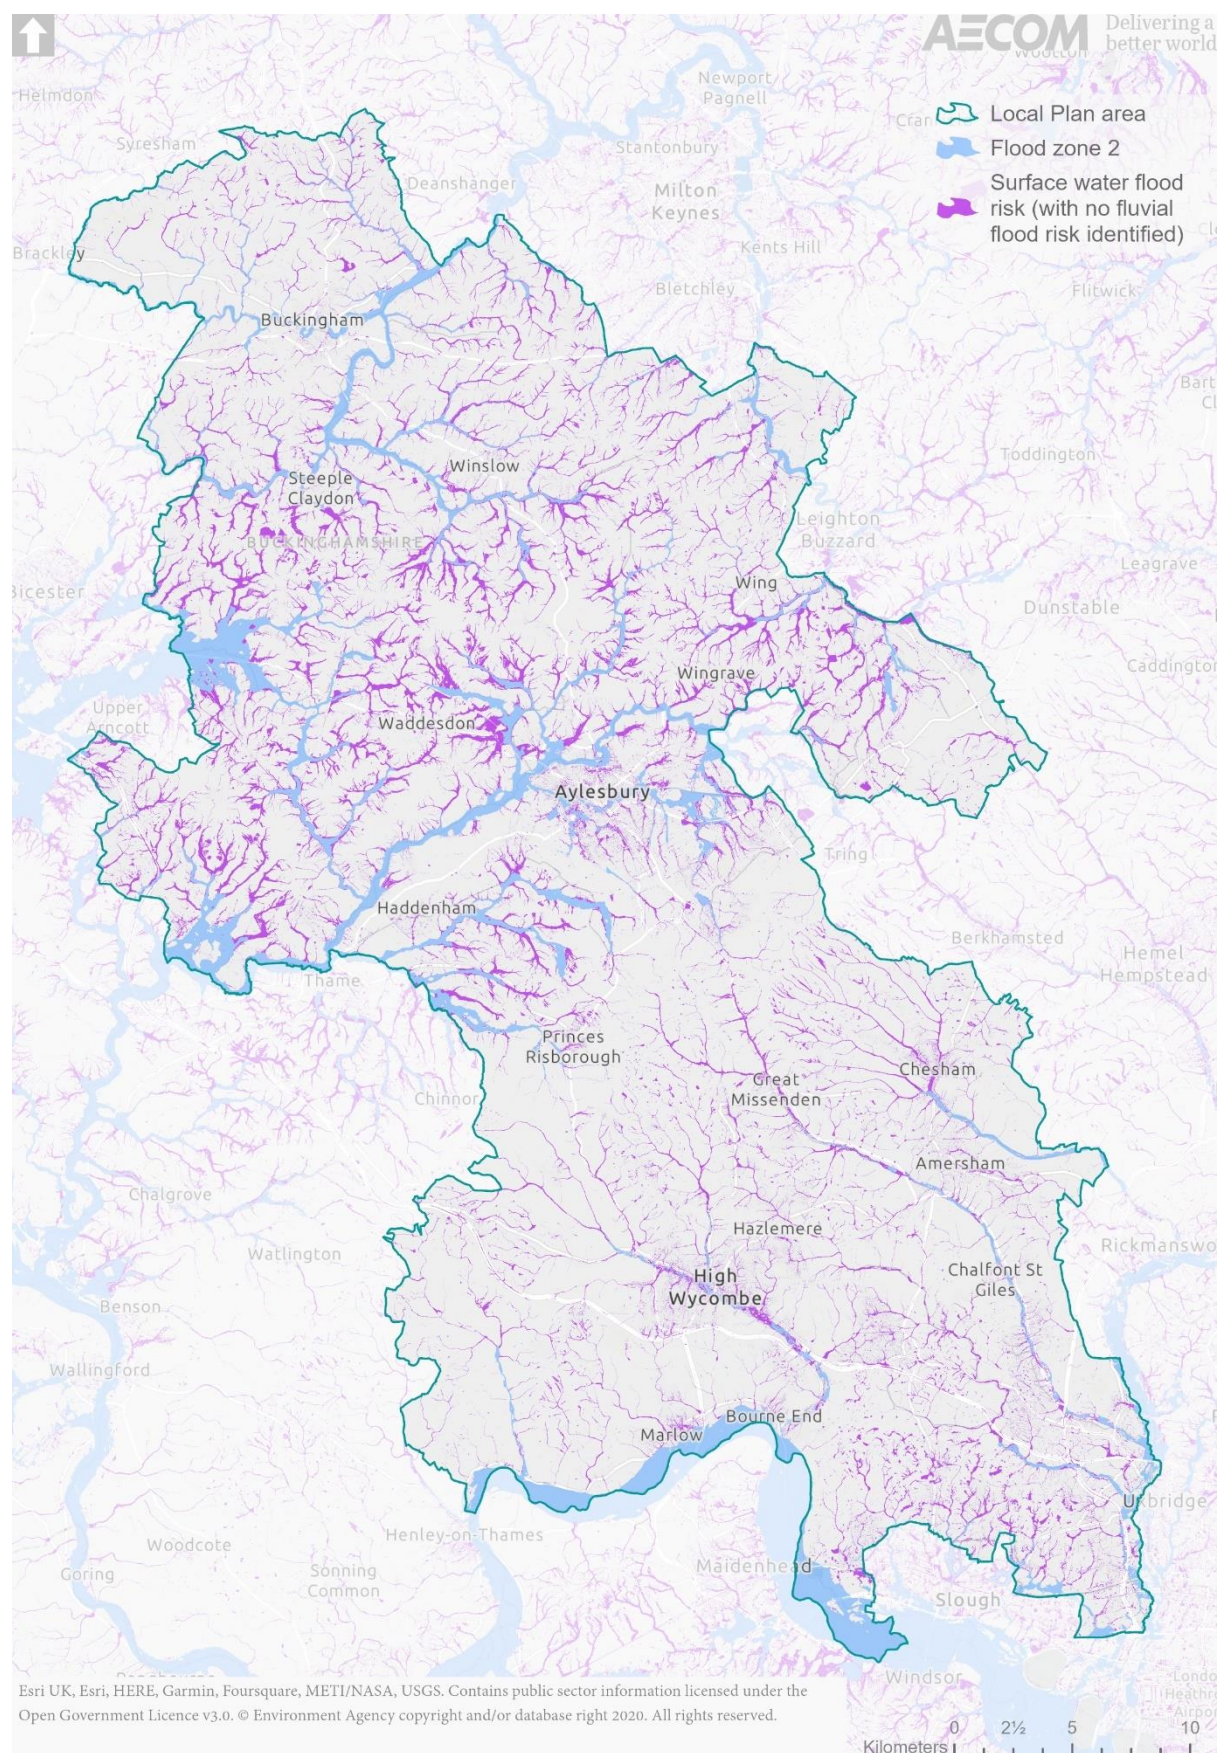 AECOM
Delivering a
better world
Wootton
Newport
Pagnell
Helmdon
Local Plan area
Syresham
Stantonbury
Flood zone 2
Deanshanger
Surface water flood
risk (with no fluvial
flood risk identified)
Milton
Keynes
Brackley
Kents Hill
Bletchley
Flitwick
Buckingham
Toddington
Winslow
Steeple
Claydon
Leighton
Buzzard
BUCKINGHAMSHIRE
Leagrave
Bicester
Wing
Dunstable
Wingrave
Caddington
Upper
Arncott
Waddesdon
Aylesbury
Tring
Haddenham
Berkhamsted
Hemel
Hempstead
Thame
Princes
Risborough
Chesham
Great
Missenden
Chinnor
Amersham
Chalgrove
Hazlemere
Watlington
Rickmanswo
Chalfont St
Giles
High
Wycombe
Benson
Wallingford
Bourne End
Marlow
Uxbridge
Henley-on-Thames
Woodcote
Maidenhead
Sonning
Common
Goring
Slough
Windsor
Esri UK, Esri, HERE, Garmin, Foursquare, METI/NASA, USGS. Contains public sector information licensed under the
Open Government Licence v3.0. © Environment Agency copyright and/or database right 2020. All rights reserved.
0 2½ 5 10
Kilometers